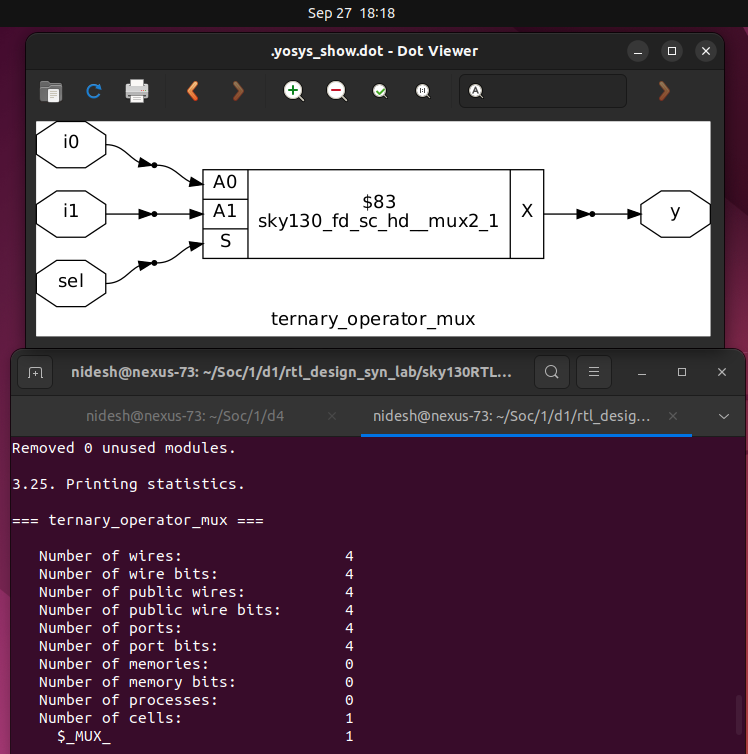 Sep 27 18:18
.yosys_show.dot - Dot Viewer
i0
i1
sel
A0
A1
S
$83
sky130_fd_sc_hd__mux2_1
X
y
ternary_operator_mux
nidesh@nexus-73: ~/Soc/1/d1/rtl_design_syn_lab/sky130RTL...
nidesh@nexus-73: ~/Soc/1/d4
nidesh@nexus-73: ~/Soc/1/d1/rtl_desig...
Removed 0 unused modules.
3.25. Printing statistics.
=== ternary_operator_mux ===
Number of wires: 4
Number of wire bits: 4
Number of public wires: 4
Number of public wire bits: 4
Number of ports: 4
Number of port bits: 4
Number of memories: 0
Number of memory bits: 0
Number of processes: 0
Number of cells: 1
$_MUX_ 1